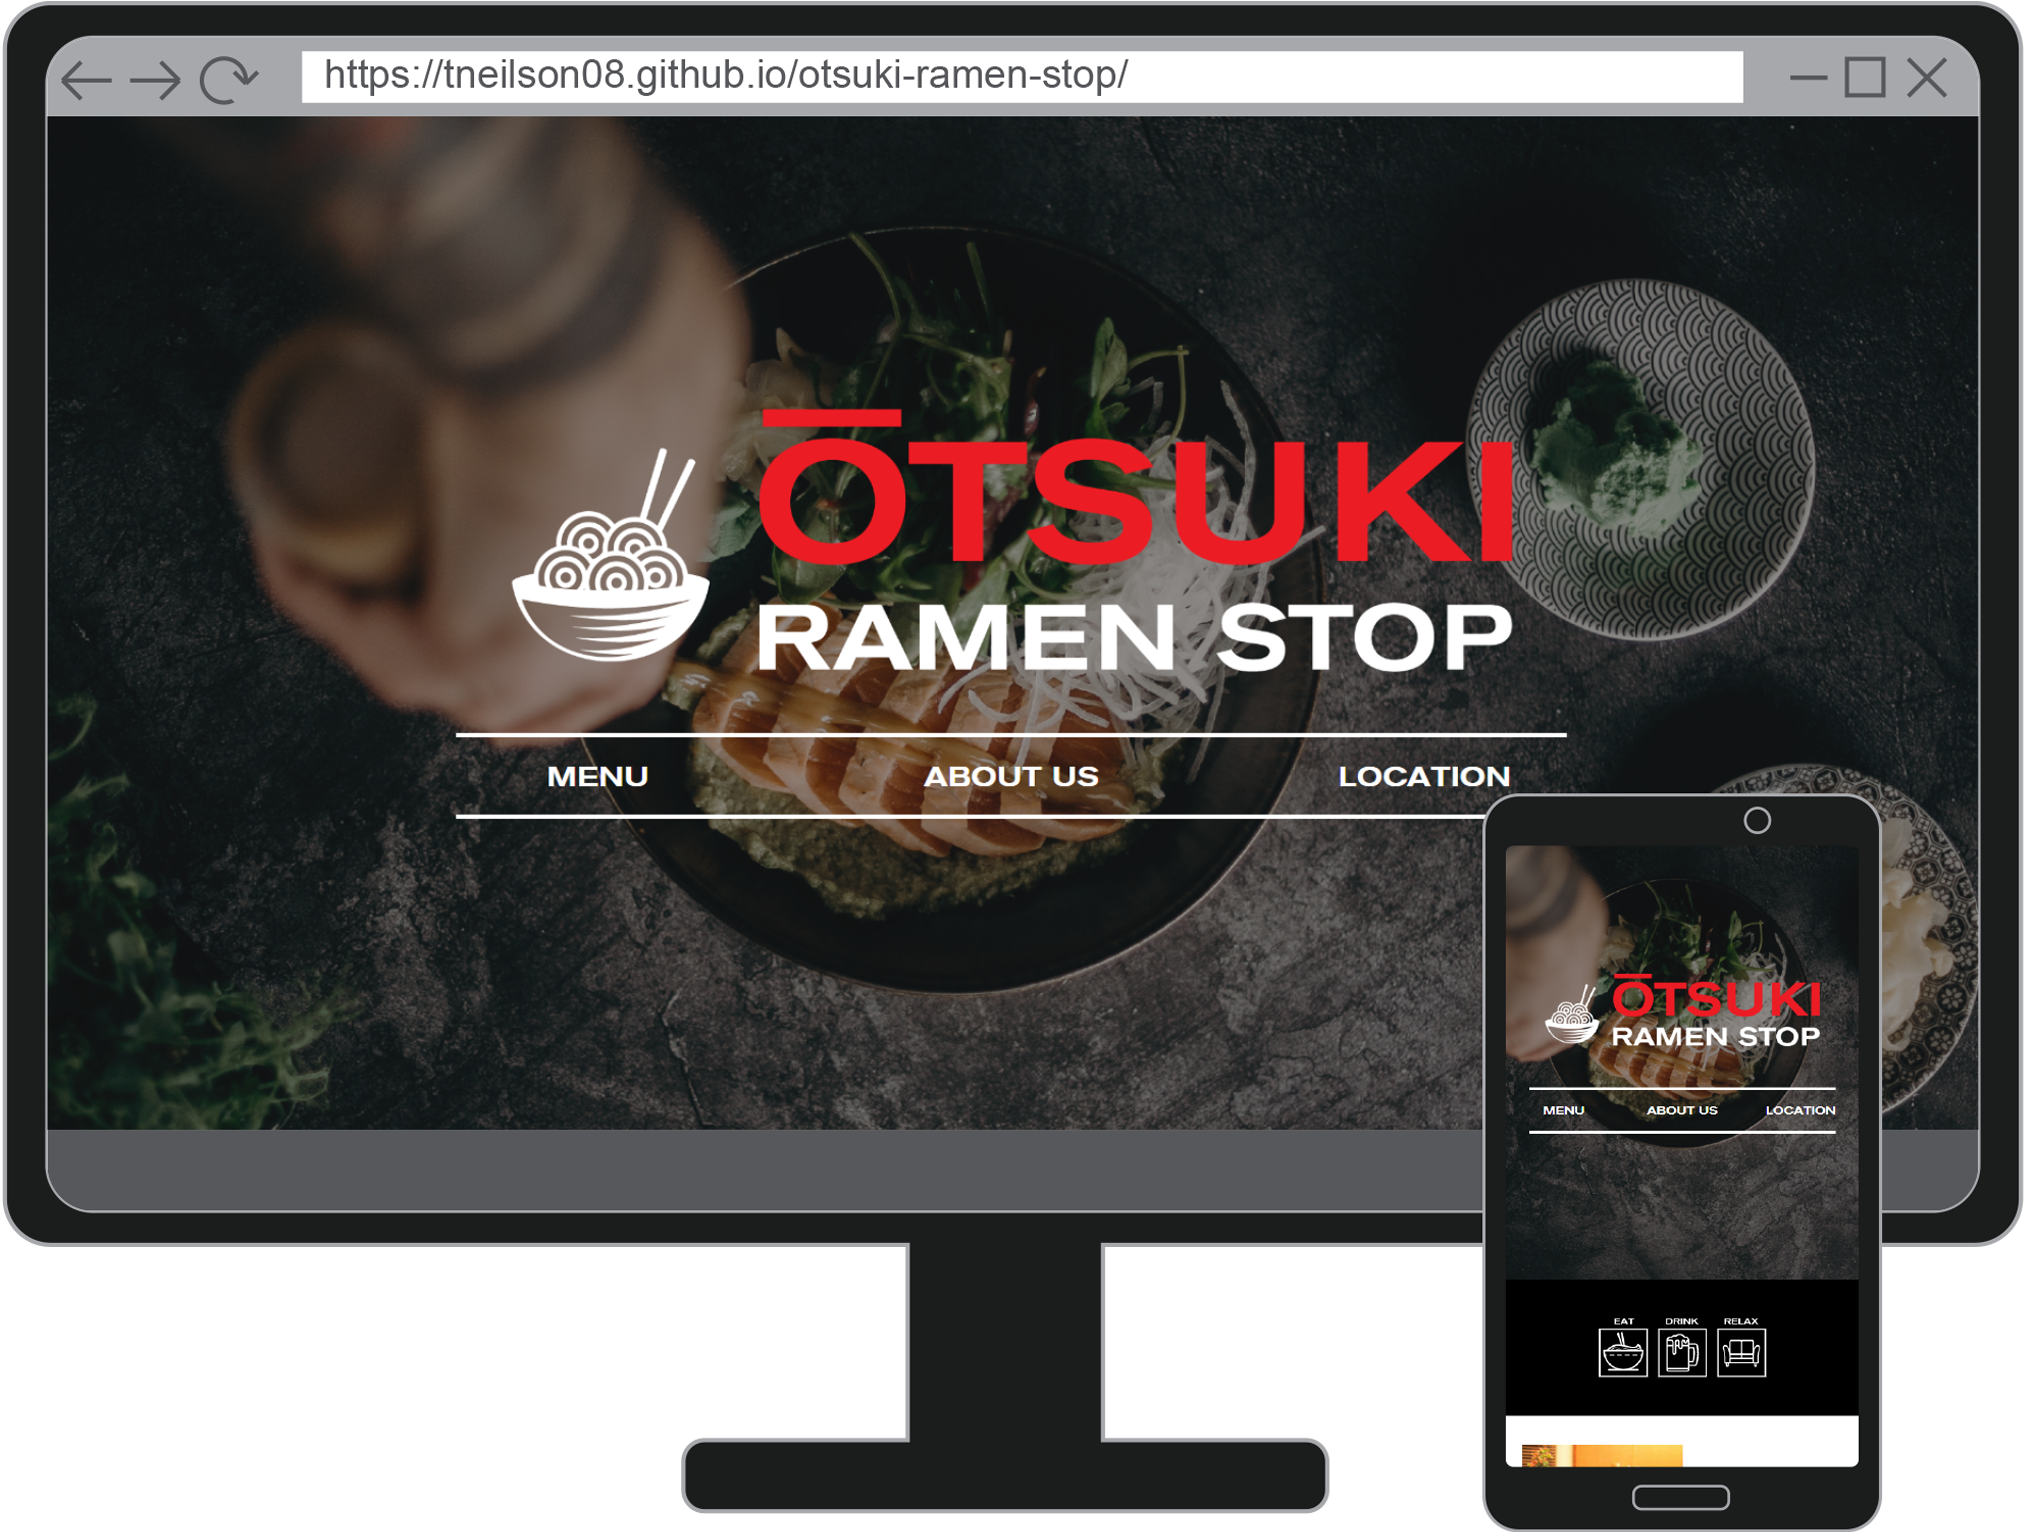 https://tneilson08.github.io/otsuki-ramen-stop/
ŌTSUKI
RAMEN STOP
MENU ABOUT US LOCATION
ŌTSUKI
RAMEN STOP
MENU ABOUT US LOCATION
EAT DRINK RELAX